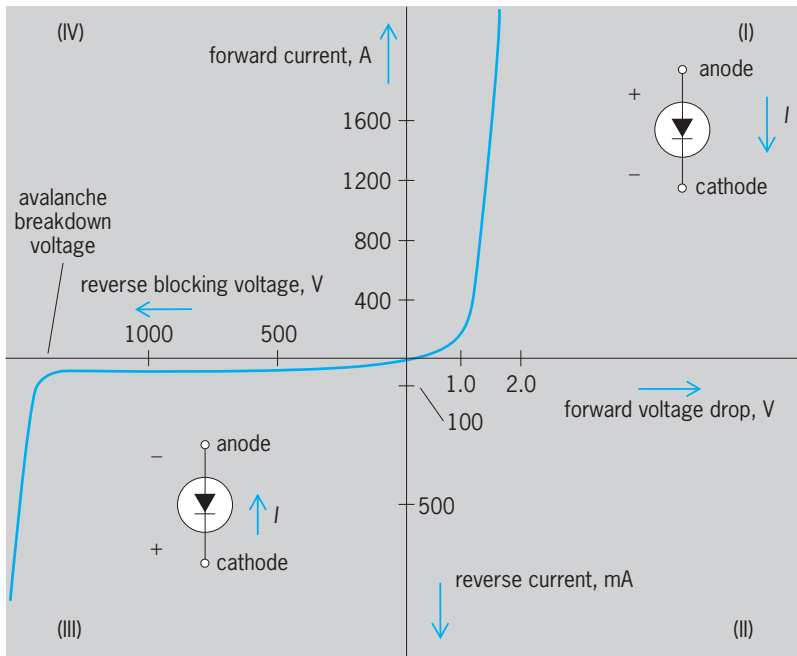 (IV)
forward current, A
(I)
anode
+
I
1600
−
cathode
1200
avalanche
breakdown
voltage
800
reverse blocking voltage, V
400
1000
500
1.0
2.0
100
forward voltage drop, V
−
anode
I
500
+
cathode
reverse current, mA
(III)
(II)